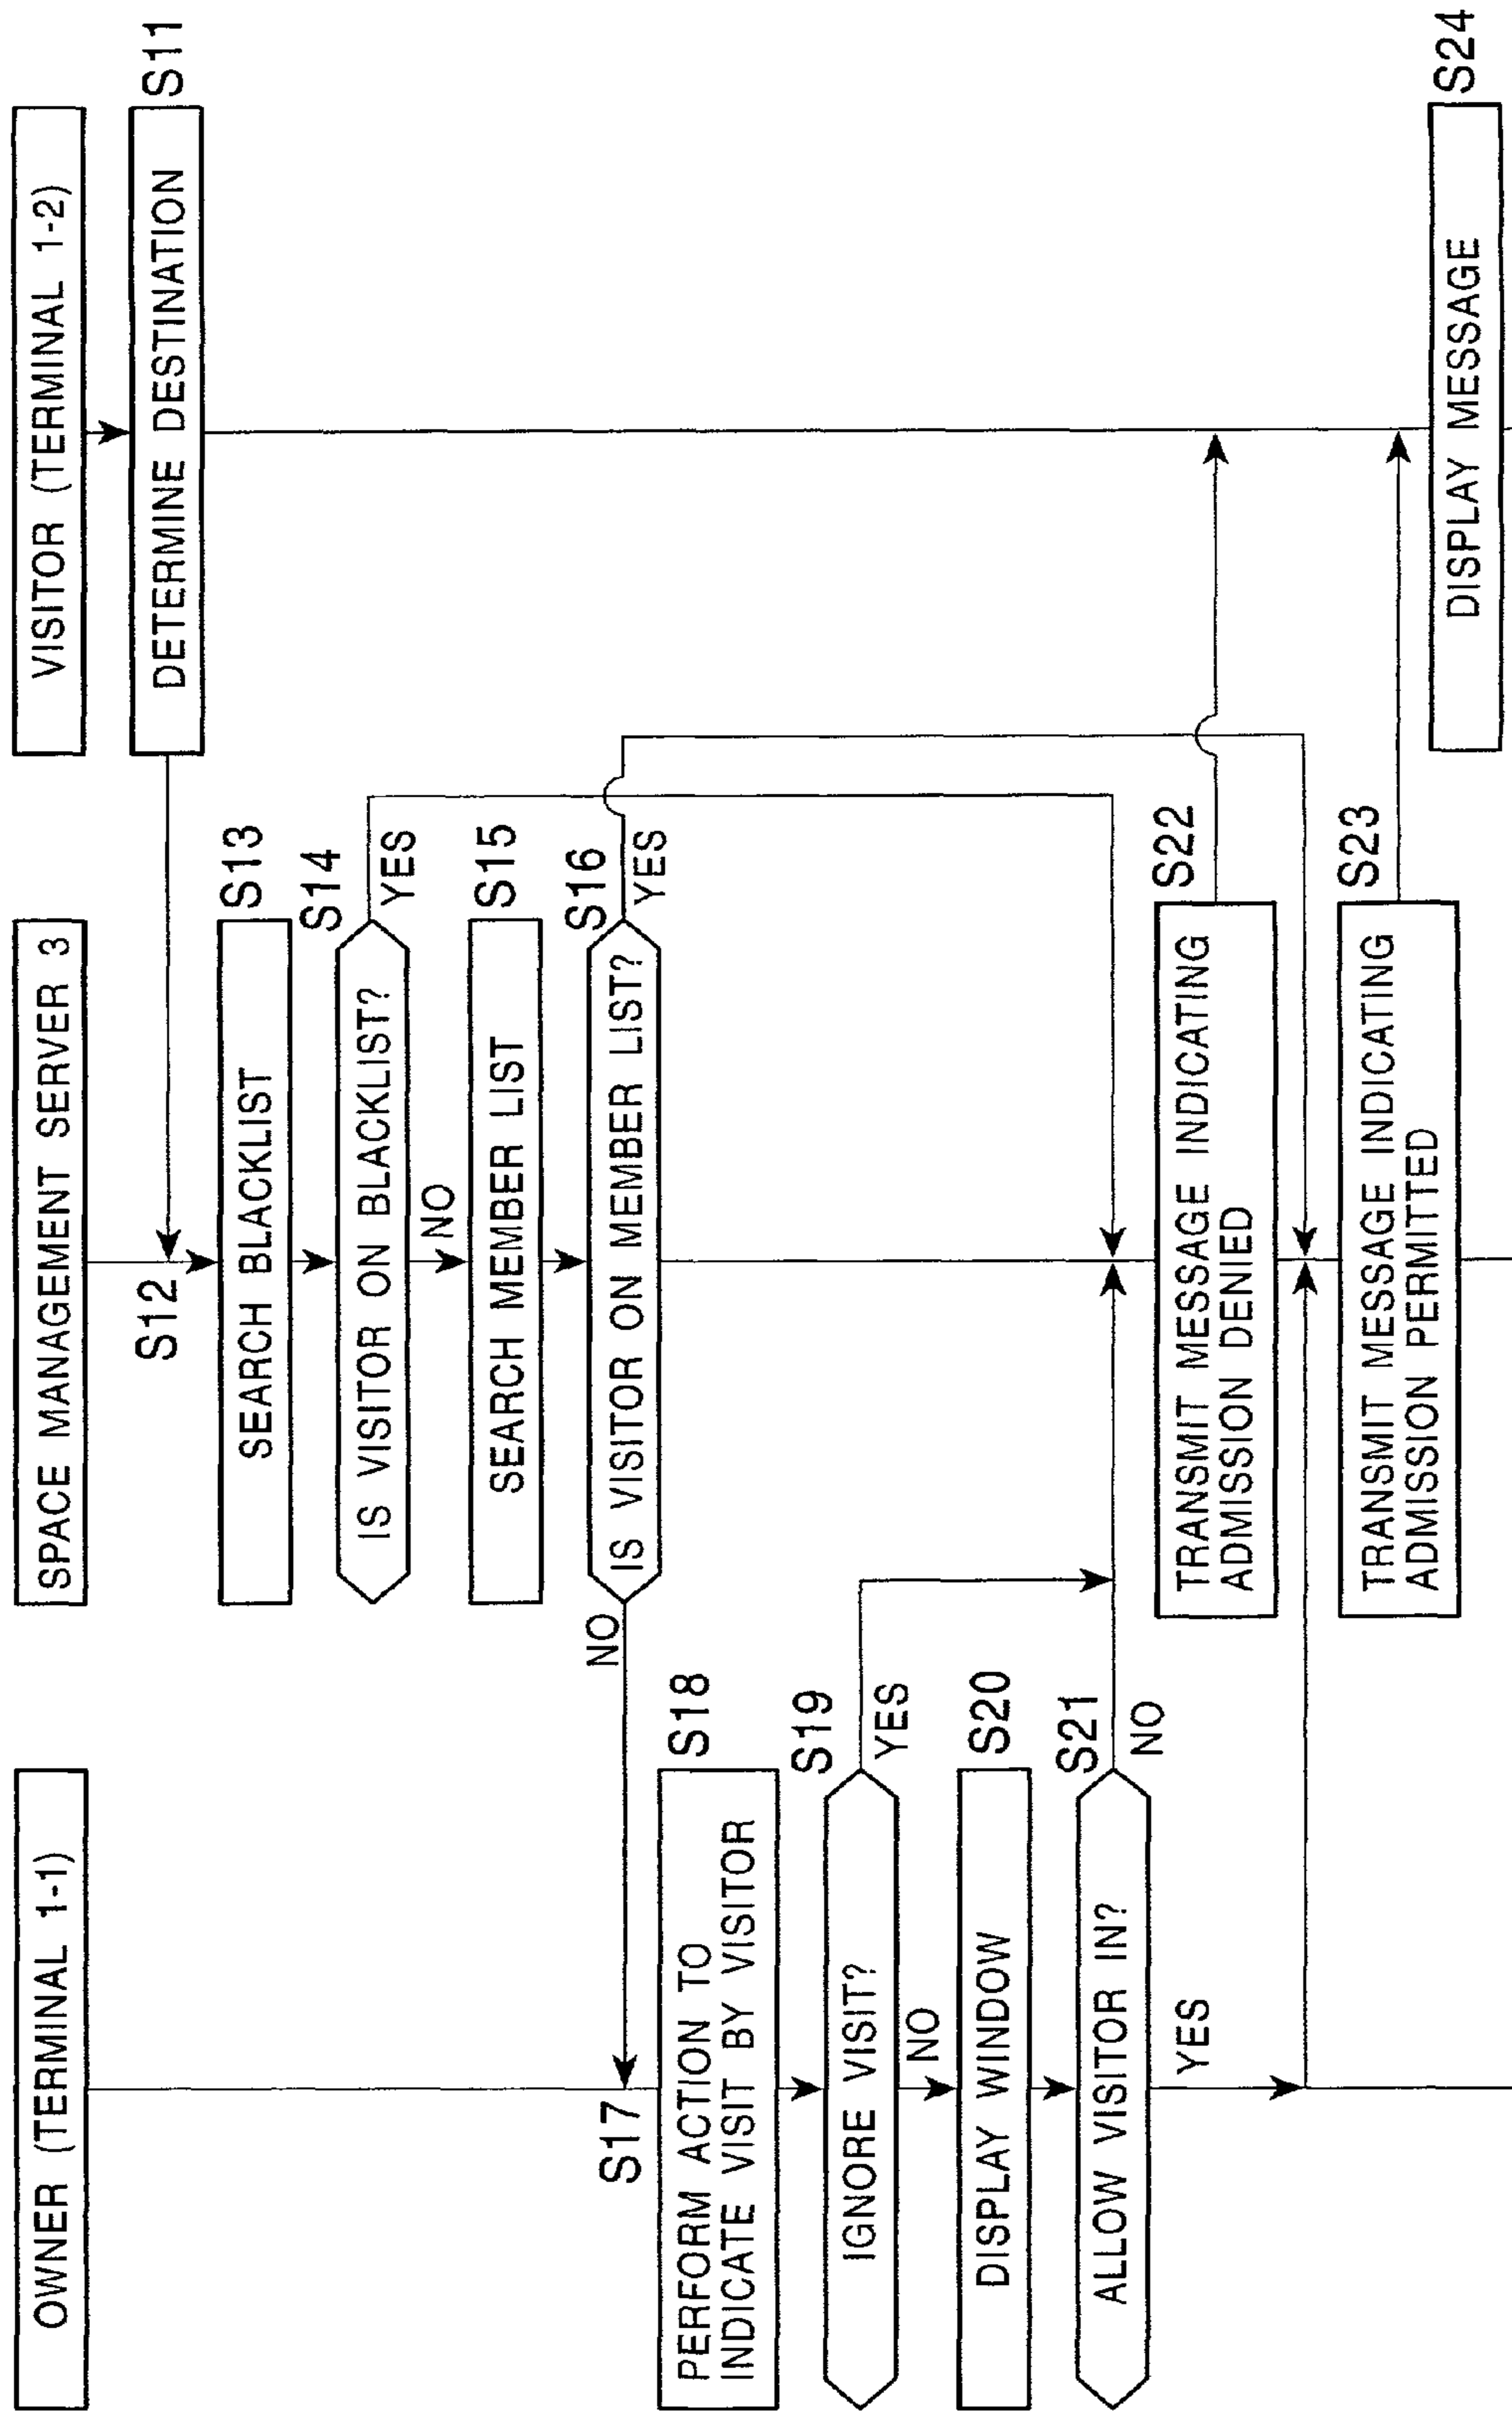 OWNER (TERMINAL 1-1)
SPACE MANAGEMENT SERVER 3
VISITOR (TERMINAL 1-2)
DETERMINE DESTINATION
S11
S12
SEARCH BLACKLIST
S13
IS VISITOR ON BLACKLIST?
S14
YES
NO
SEARCH MEMBER LIST
S15
IS VISITOR ON MEMBER LIST?
S16
YES
NO
S17
PERFORM ACTION TO
INDICATE VISIT BY VISITOR
S18
IGNORE VISIT?
S19
YES
NO
DISPLAY WINDOW
S20
ALLOW VISITOR IN?
S21
NO
YES
TRANSMIT MESSAGE INDICATING
ADMISSION DENIED
S22
TRANSMIT MESSAGE INDICATING
ADMISSION PERMITTED
S23
DISPLAY MESSAGE
S24